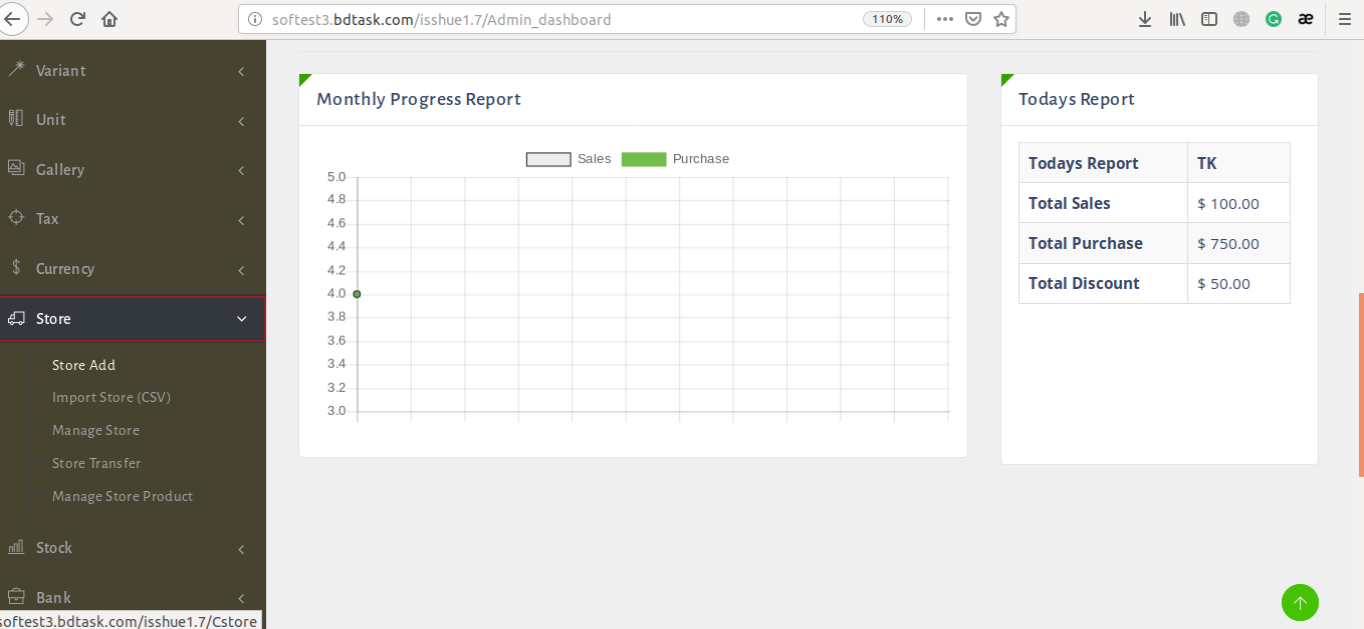 softest3.bdtask.com/isshue1.7/Admin_dashboard
110%
Variant
Unit
Gallery
Tax
Currency
Store
Store Add
Import Store (CSV)
Manage Store
Store Transfer
Manage Store Product
Stock
Bank
softest3.bdtask.com/isshue1.7/Cstore
Monthly Progress Report
Sales Purchase
5.0
4.8
4.6
4.4
4.2
4.0
3.8
3.6
3.4
3.2
3.0
Todays Report
Todays Report TK
Total Sales $ 100.00
Total Purchase $ 750.00
Total Discount $ 50.00